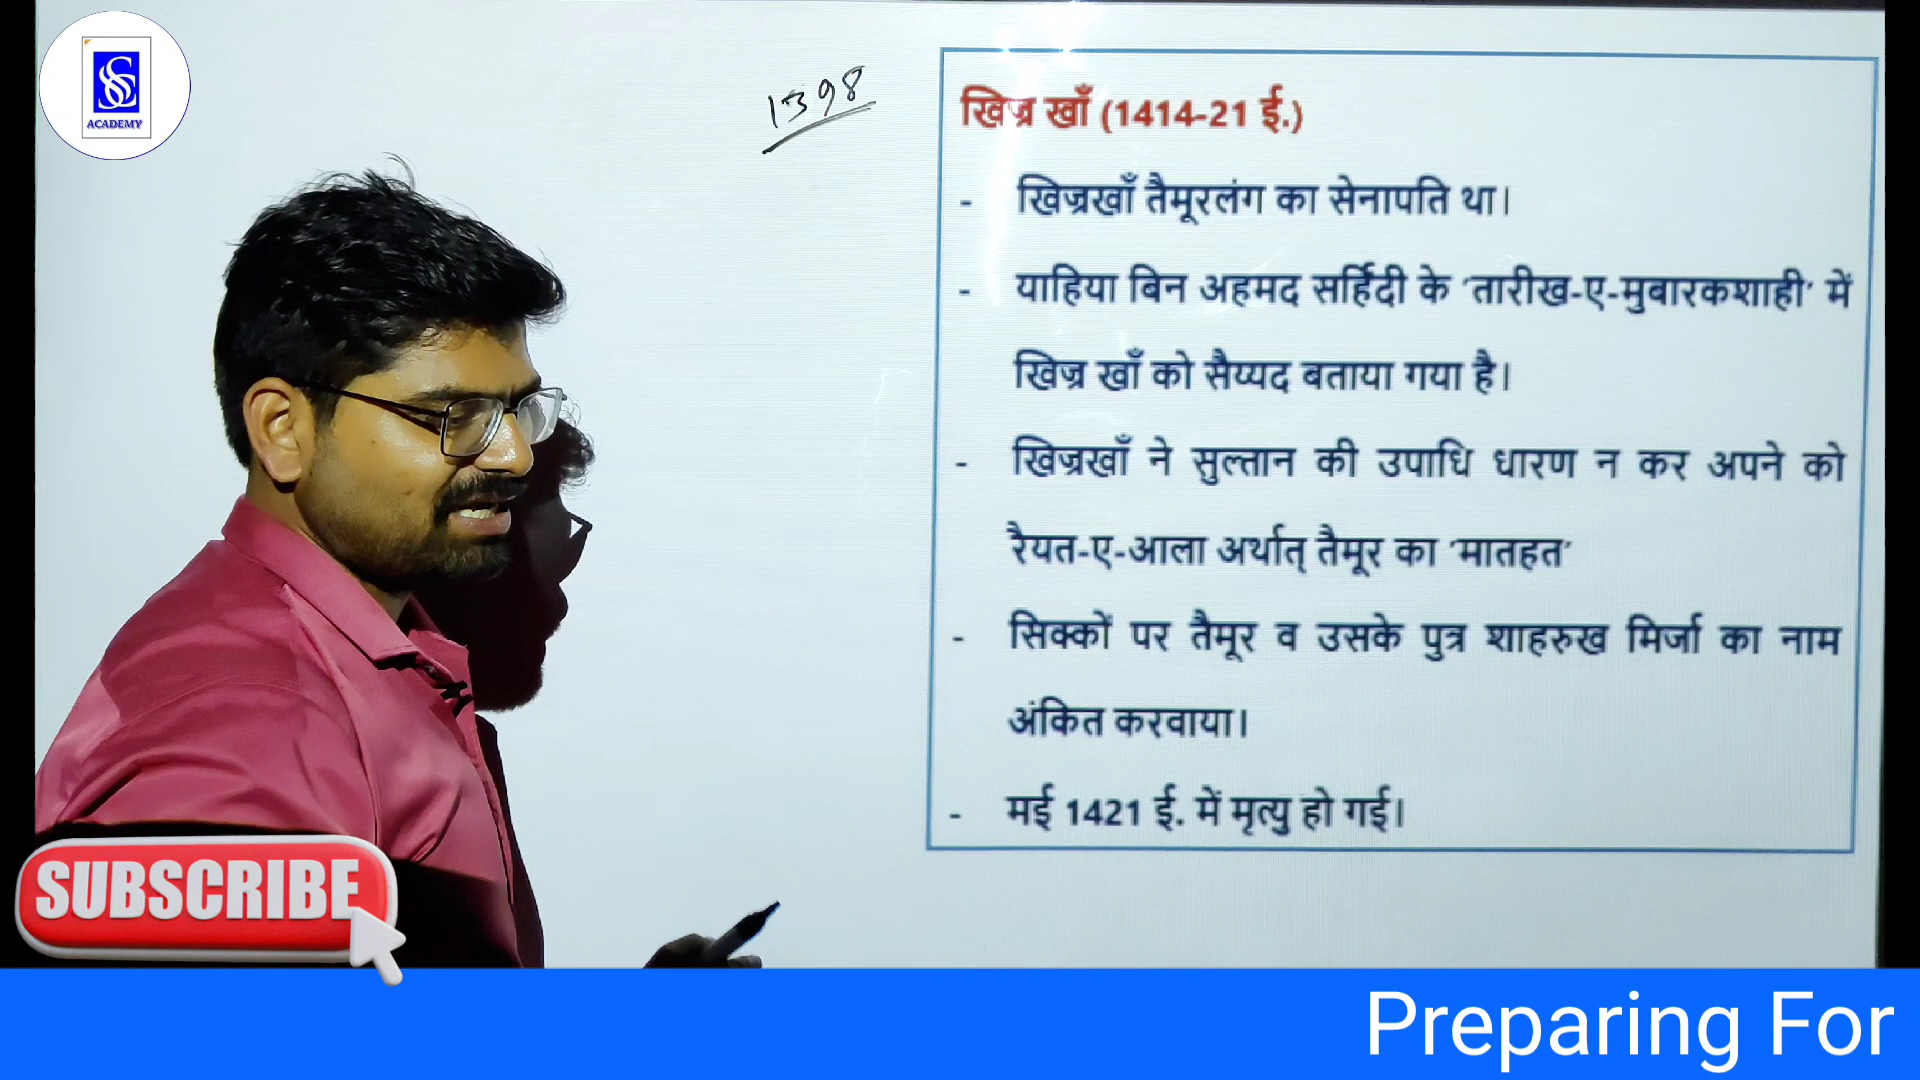 SSC
ACADEMY
1398
खिज्र खाँ (1414-21 ई.)
- खिज्रखाँ तैमूरलंग का सेनापति था।
- याहिया बिन अहमद सर्हिंदी के 'तारीख-ए-मुबारकशाही' में
खिज्र खाँ को सैय्यद बताया गया है।
- खिज्रखाँ ने सुल्तान की उपाधि धारण न कर अपने को
रैयत-ए-आला अर्थात् तैमूर का 'मातहत'
- सिक्कों पर तैमूर व उसके पुत्र शाहरुख मिर्जा का नाम
अंकित करवाया।
- मई 1421 ई. में मृत्यु हो गई।
SUBSCRIBE
Preparing For